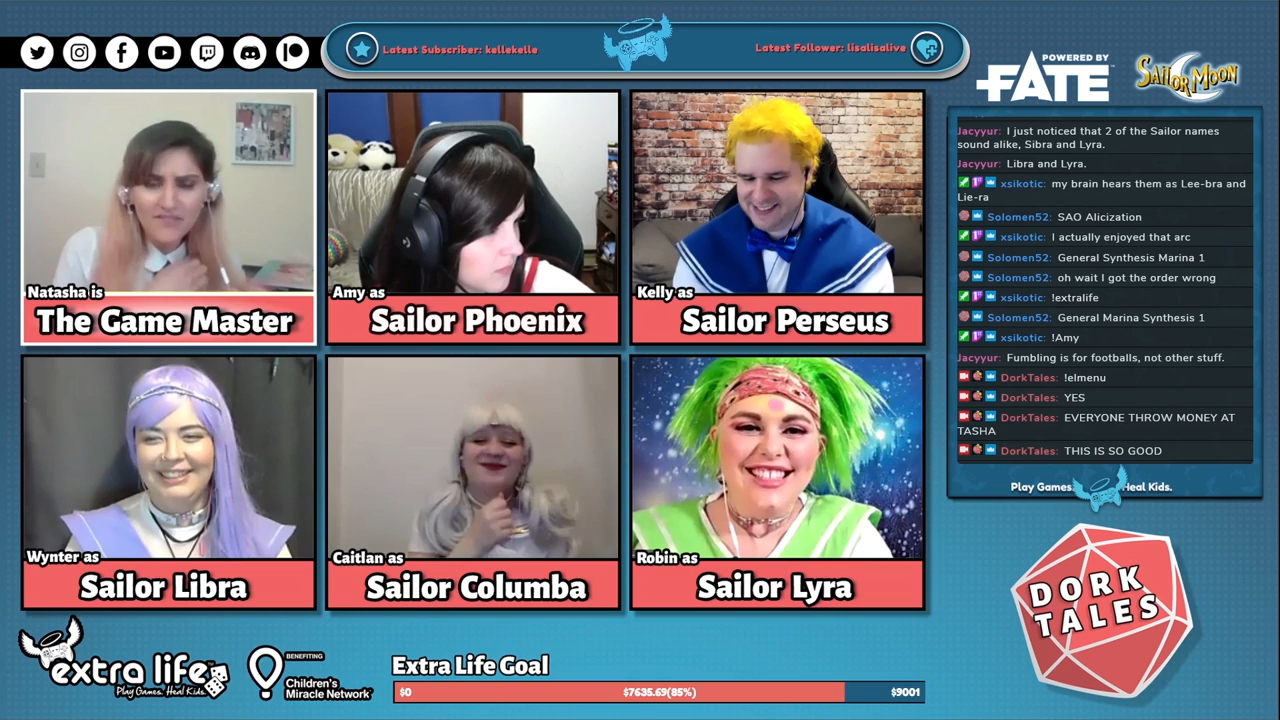 Latest Subscriber: kellekelle
Latest Follower: lisalisalive
POWERED BY
FATE
SAILOR MOON
Natasha is
The Game Master
Amy as
Sailor Phoenix
Kelly as
Sailor Perseus
Wynter as
Sailor Libra
Caitlan as
Sailor Columba
Robin as
Sailor Lyra
Jacyyur: I just noticed that 2 of the Sailor names
sound alike, Sibra and Lyra.
Jacyyur: Libra and Lyra.
xsikotic: my brain hears them as Lee-bra and
Lie-ra
Solomen52: SAO Alicization
xsikotic: I actually enjoyed that arc
Solomen52: General Synthesis Marina 1
Solomen52: oh wait I got the order wrong
xsikotic: !extralife
Solomen52: General Marina Synthesis 1
xsikotic: !Amy
Jacyyur: Fumbling is for footballs, not other stuff.
DorkTales: !elmenu
DorkTales: YES
DorkTales: EVERYONE THROW MONEY AT
TASHA
DorkTales: THIS IS SO GOOD
Play Games. Heal Kids.
DORK
TALES
extra life
Play Games. Heal Kids.
BENEFITING
Children's
Miracle Network
Extra Life Goal
$0 $7635.69(85%) $9001